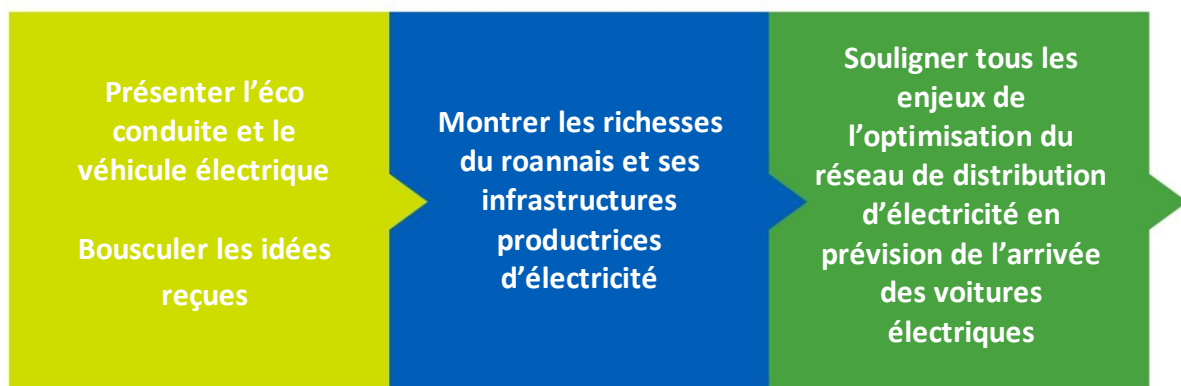 Présenter l’éco
conduite et le
véhicule électrique
Bousculer les idées
reçues
Montrer les richesses
du roannais et ses
infrastructures
productrices
d’électricité
Souligner tous les
enjeux de
l’optimisation du
réseau de distribution
d’électricité en
prévision de l’arrivée
des voitures
électriques